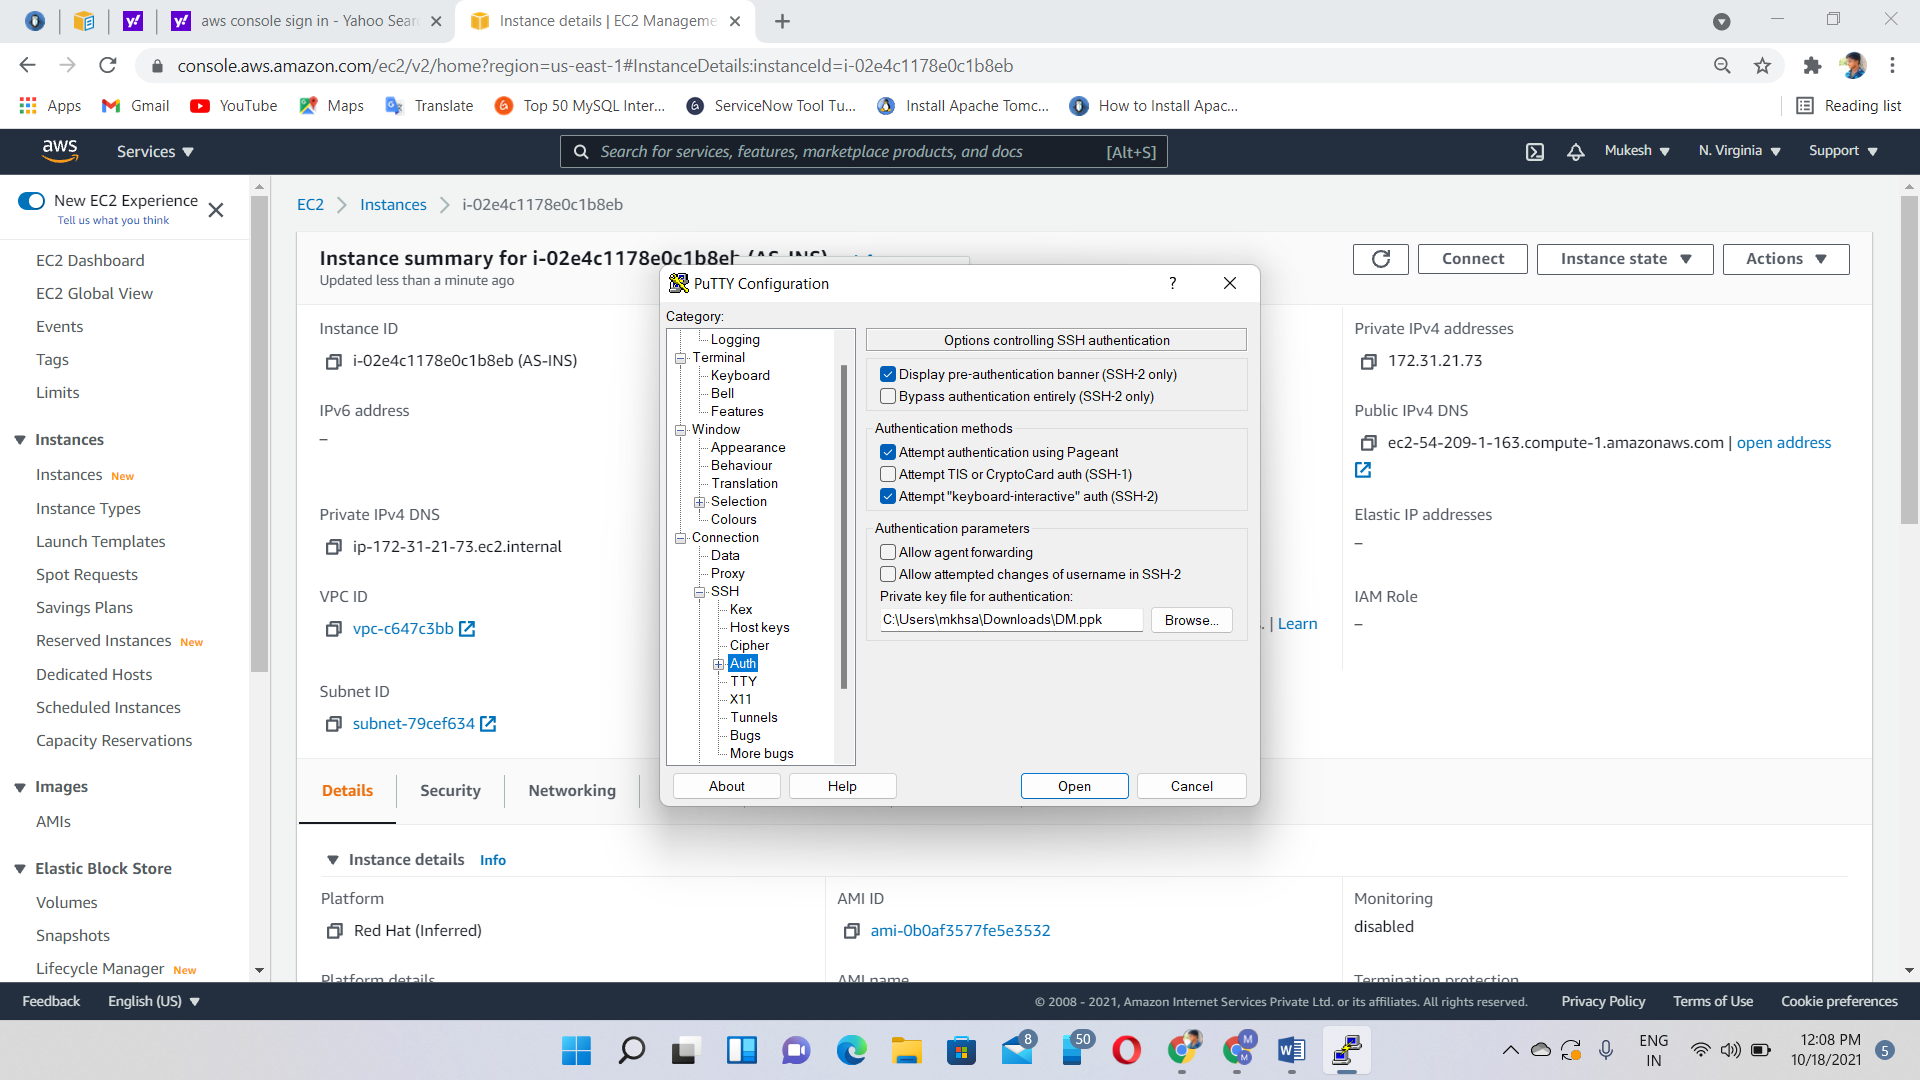 aws console sign in - Yahoo Sear
Instance details | EC2 Manageme
console.aws.amazon.com/ec2/v2/home?region=us-east-1#InstanceDetails:instanceId=i-02e4c1178e0c1b8eb
Apps
Gmail
YouTube
Maps
Translate
Top 50 MySQL Inter...
ServiceNow Tool Tu...
Install Apache Tomc...
How to Install Apac...
Reading list
aws
Services
Search for services, features, marketplace products, and docs
[Alt+S]
Mukesh
N. Virginia
Support
New EC2 Experience
Tell us what you think
EC2 Dashboard
EC2 Global View
Events
Tags
Limits
Instances
Instances New
Instance Types
Launch Templates
Spot Requests
Savings Plans
Reserved Instances New
Dedicated Hosts
Scheduled Instances
Capacity Reservations
Images
AMIs
Elastic Block Store
Volumes
Snapshots
Lifecycle Manager New
EC2 > Instances > i-02e4c1178e0c1b8eb
Instance summary for i-02e4c1178e0c1b8eb (AS-INS)
Updated less than a minute ago
Connect
Instance state
Actions
Instance ID
i-02e4c1178e0c1b8eb (AS-INS)
IPv6 address
–
Private IPv4 DNS
ip-172-31-21-73.ec2.internal
VPC ID
vpc-c647c3bb
Subnet ID
subnet-79cef634
PuTTY Configuration
?
Category:
Logging
Terminal
Keyboard
Bell
Features
Window
Appearance
Behaviour
Translation
Selection
Colours
Connection
Data
Proxy
SSH
Kex
Host keys
Cipher
Auth
TTY
X11
Tunnels
Bugs
More bugs
Options controlling SSH authentication
Display pre-authentication banner (SSH-2 only)
Bypass authentication entirely (SSH-2 only)
Authentication methods
Attempt authentication using Pageant
Attempt TIS or CryptoCard auth (SSH-1)
Attempt "keyboard-interactive" auth (SSH-2)
Authentication parameters
Allow agent forwarding
Allow attempted changes of username in SSH-2
Private key file for authentication:
C:\Users\mkhsa\Downloads\DM.ppk
Browse...
About
Help
Open
Cancel
. | Learn
Private IPv4 addresses
172.31.21.73
Public IPv4 DNS
ec2-54-209-1-163.compute-1.amazonaws.com | open address
Elastic IP addresses
–
IAM Role
–
Details
Security
Networking
Instance details Info
Platform
Red Hat (Inferred)
AMI ID
ami-0b0af3577fe5e3532
Monitoring
disabled
Platform details
AMI name
Termination protection
Feedback
English (US)
© 2008 - 2021, Amazon Internet Services Private Ltd. or its affiliates. All rights reserved.
Privacy Policy
Terms of Use
Cookie preferences
8
50
M
M
ENG
IN
12:08 PM
10/18/2021
5